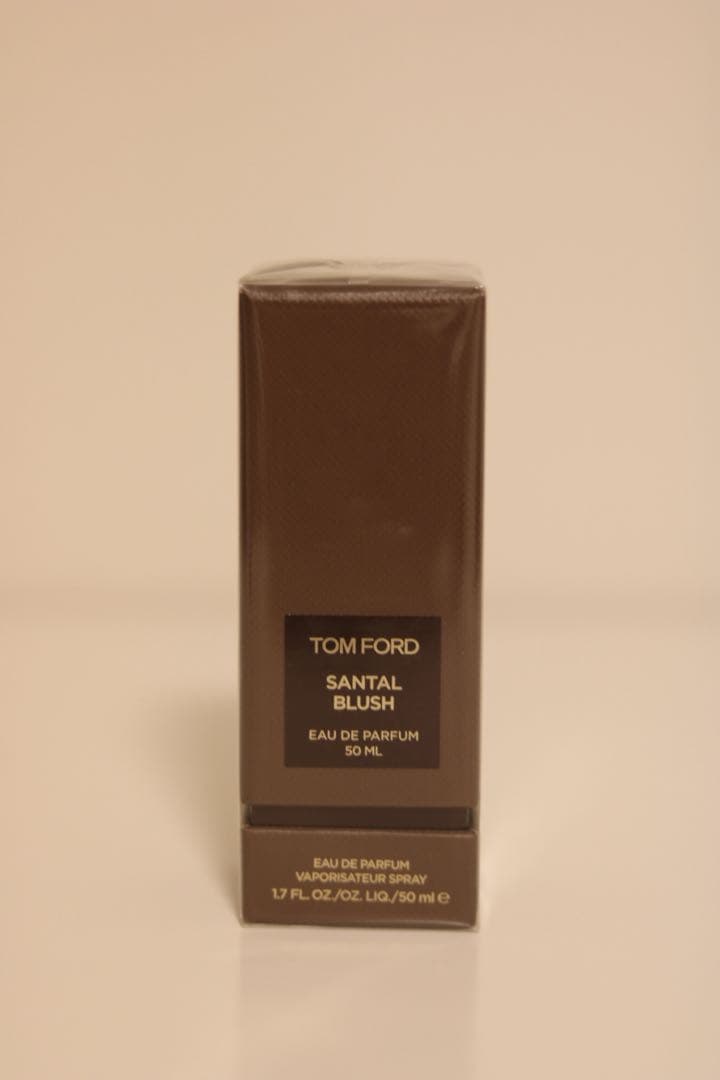 TOM FORD
SANTAL
BLUSH
EAU DE PARFUM
50 ML
EAU DE PARFUM
VAPORISATEUR SPRAY
1.7 FL. OZ./OZ. LIQ./50 ml ℮